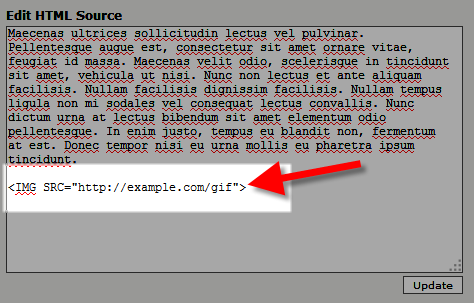 Edit HTML Source
Maecenas ultrices sollicitudin lectus vel pulvinar.
Pellentesque augue est, consectetur sit amet ornare vitae,
feugiat id massa. Maecenas velit odio, scelerisque in tincidunt
sit amet, vehicula ut nisi. Nunc non lectus et ante aliquam
facilisis. Nullam facilisis dignissim facilisis. Nullam tempus
ligula non mi sodales vel consequat lectus convallis. Nunc
dictum urna at lectus bibendum sit amet elementum odio
pellentesque. In enim justo, tempus eu blandit non, fermentum
at est. Donec tempor nisi eu urna mollis eu pharetra ipsum
tincidunt.
<IMG SRC="http://example.com/gif">
Update